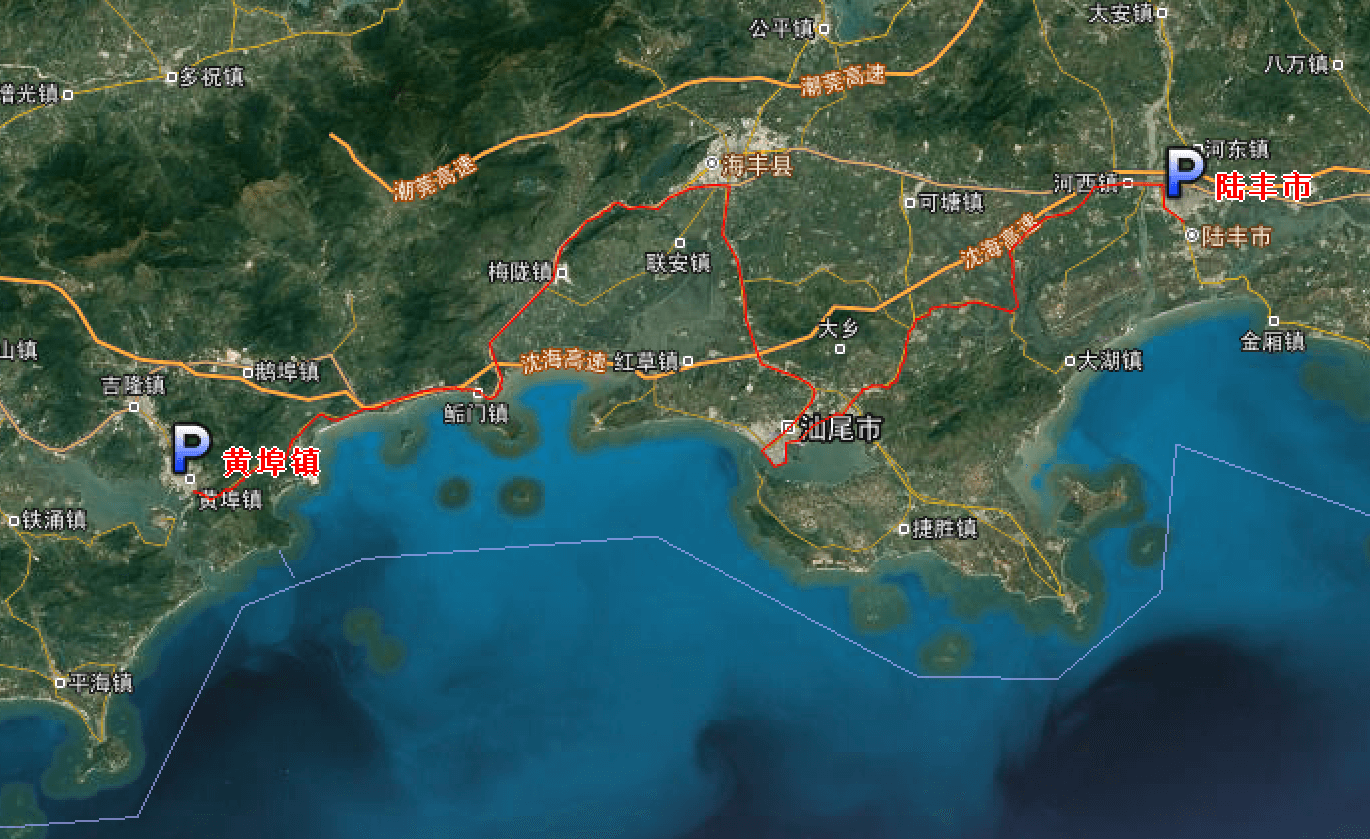 公平镇
太安镇
八万镇
多祝镇
增光镇
潮莞高速
潮莞高速
海丰县
河东镇
河西镇
陆丰市
可塘镇
陆丰市
沈海高速
联安镇
梅陇镇
大乡
金厢镇
山镇
鹅埠镇
沈海高速
红草镇
大湖镇
吉隆镇
鲘门镇
汕尾市
P
P
黄埠镇
黄埠镇
铁涌镇
捷胜镇
平海镇